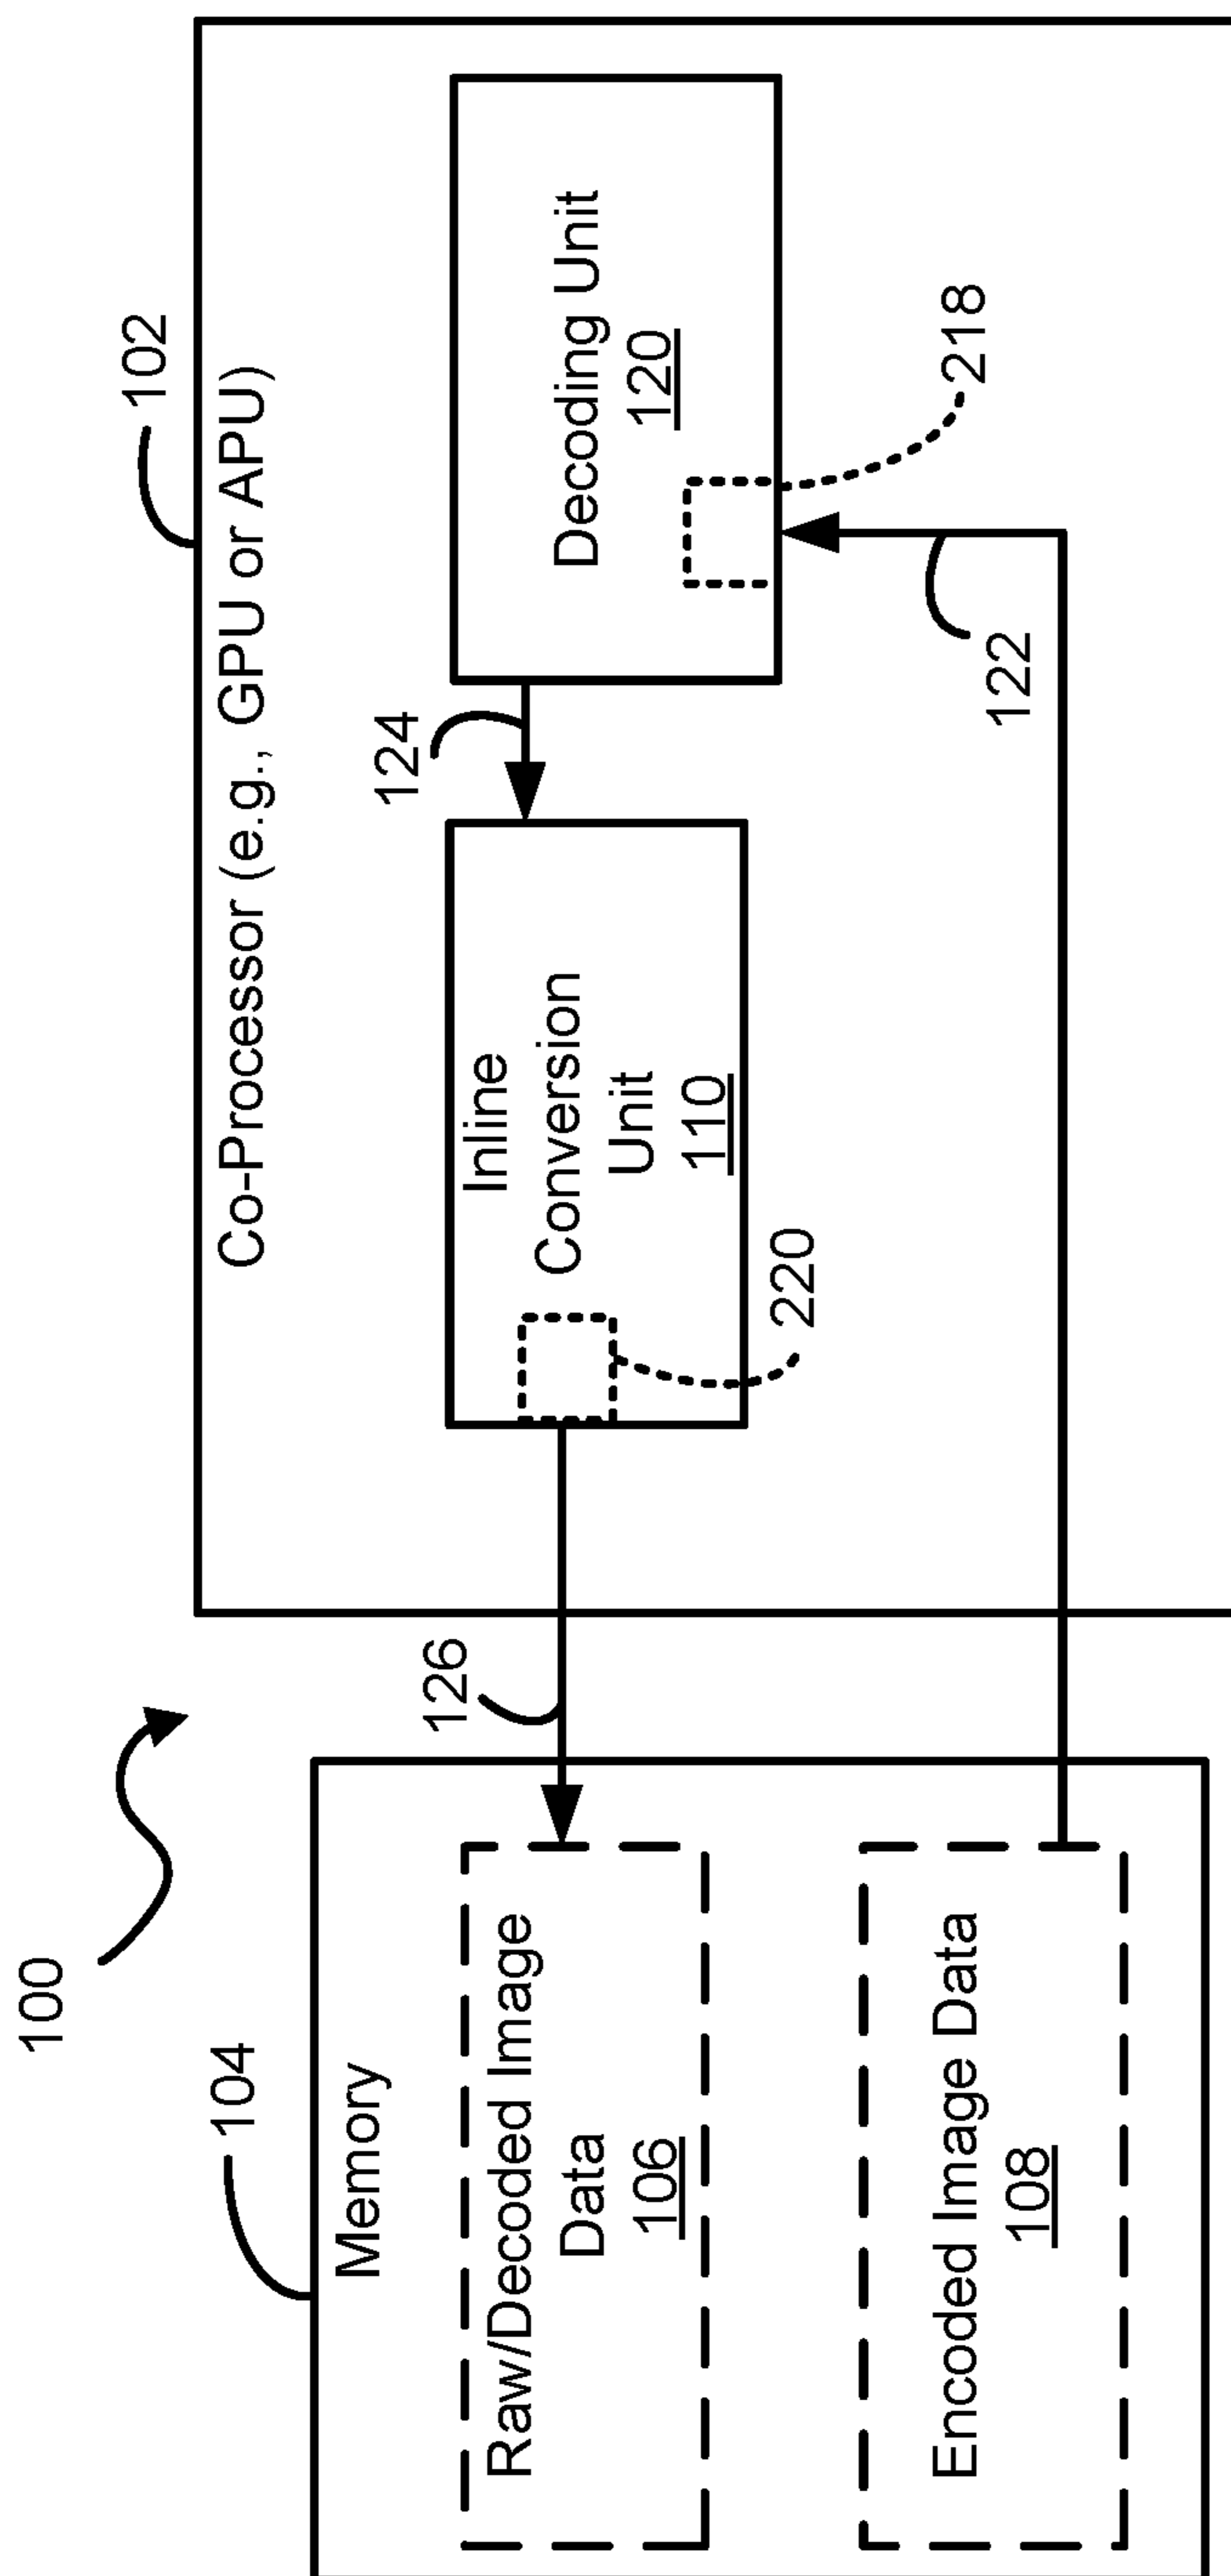 100
102
Co-Processor (e.g., GPU or APU)
104
Memory
Raw/Decoded Image
Data
106
126
Inline
Conversion
Unit
110
220
124
Decoding Unit
120
218
Encoded Image Data
108
122